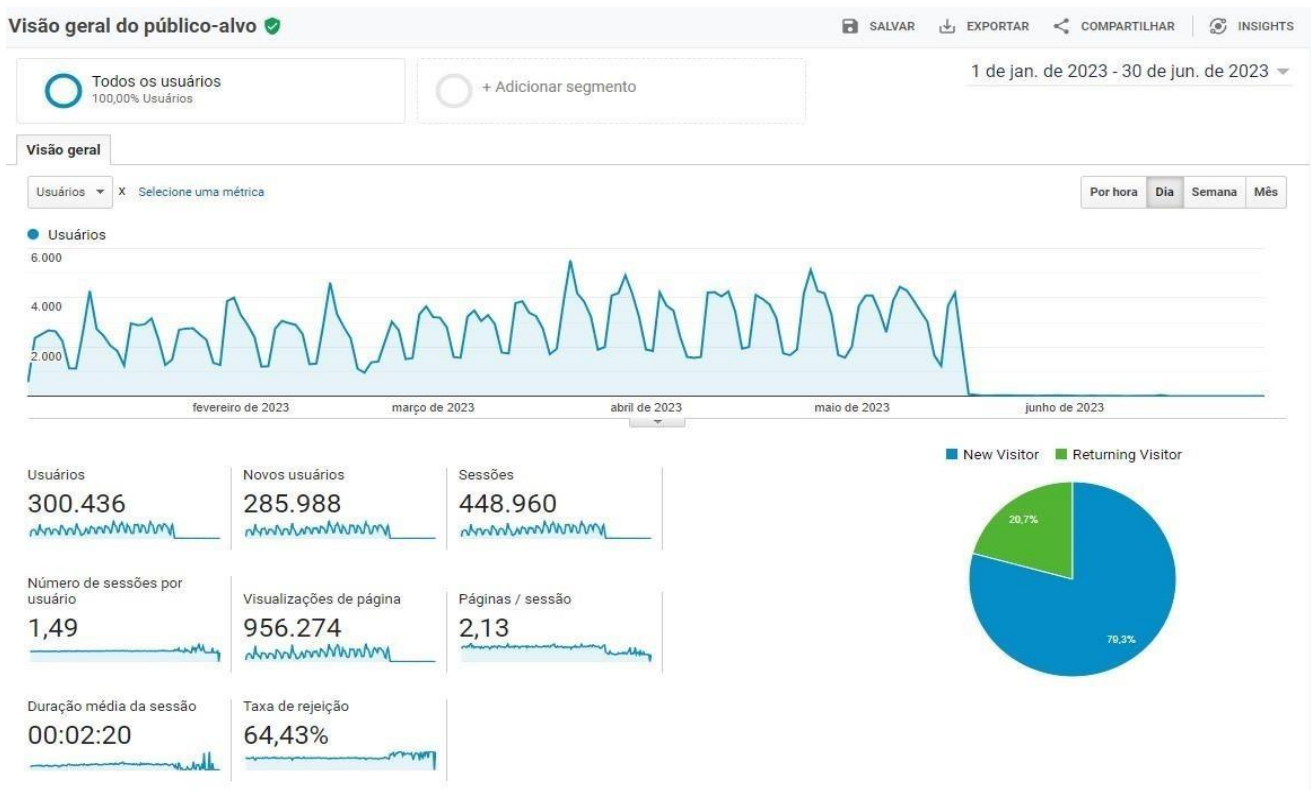 Visão geral do público-alvo
SALVAR
EXPORTAR
COMPARTILHAR
INSIGHTS
Todos os usuários
100,00% Usuários
+ Adicionar segmento
1 de jan. de 2023 - 30 de jun. de 2023
Visão geral
Usuários
X
Selecione uma métrica
Por hora
Dia
Semana
Mês
Usuários
6.000
4.000
2.000
fevereiro de 2023
março de 2023
abril de 2023
maio de 2023
junho de 2023
New Visitor
Returning Visitor
Usuários
300.436
Novos usuários
285.988
Sessões
448.960
20,7%
79,3%
Número de sessões por
usuário
1,49
Visualizações de página
956.274
Páginas / sessão
2,13
Duração média da sessão
00:02:20
Taxa de rejeição
64,43%